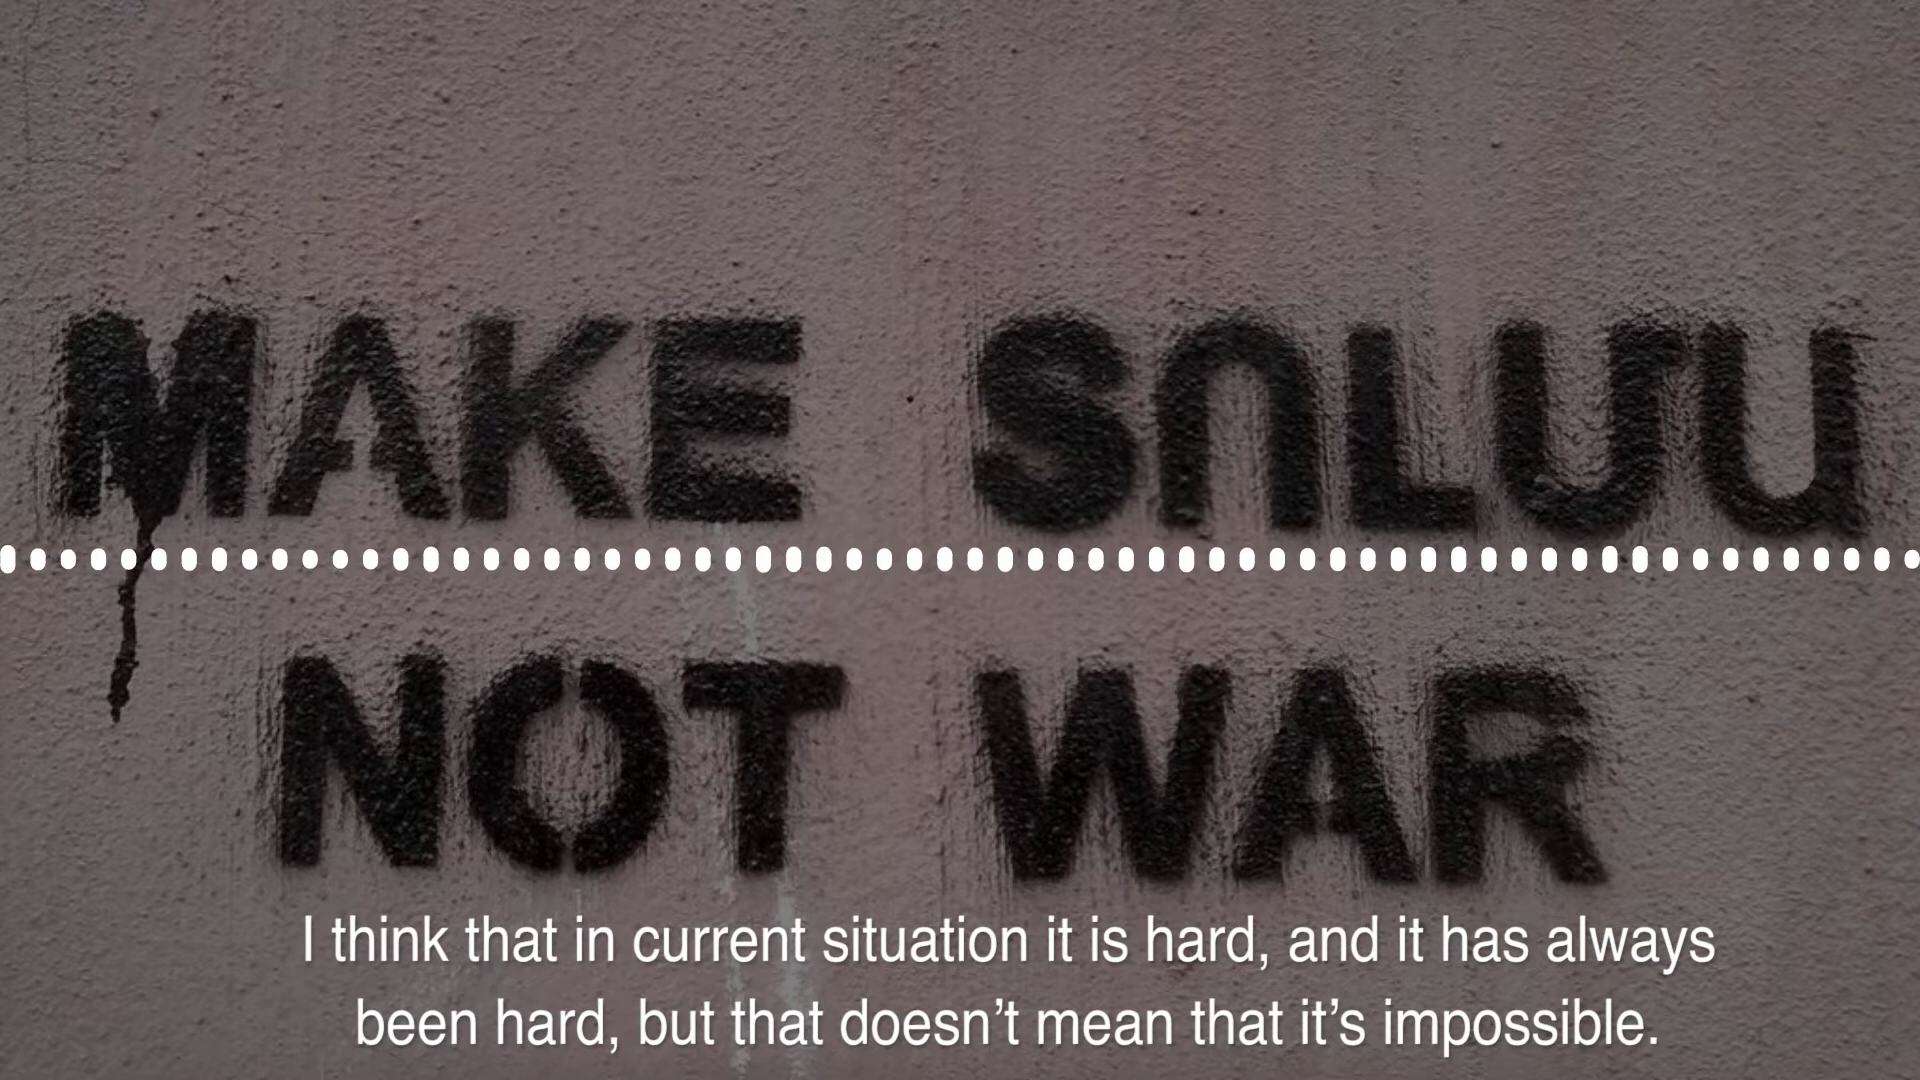 MAKE ՏՈԼՄԱ
NOT WAR
I think that in current situation it is hard, and it has always
been hard, but that doesn’t mean that it’s impossible.